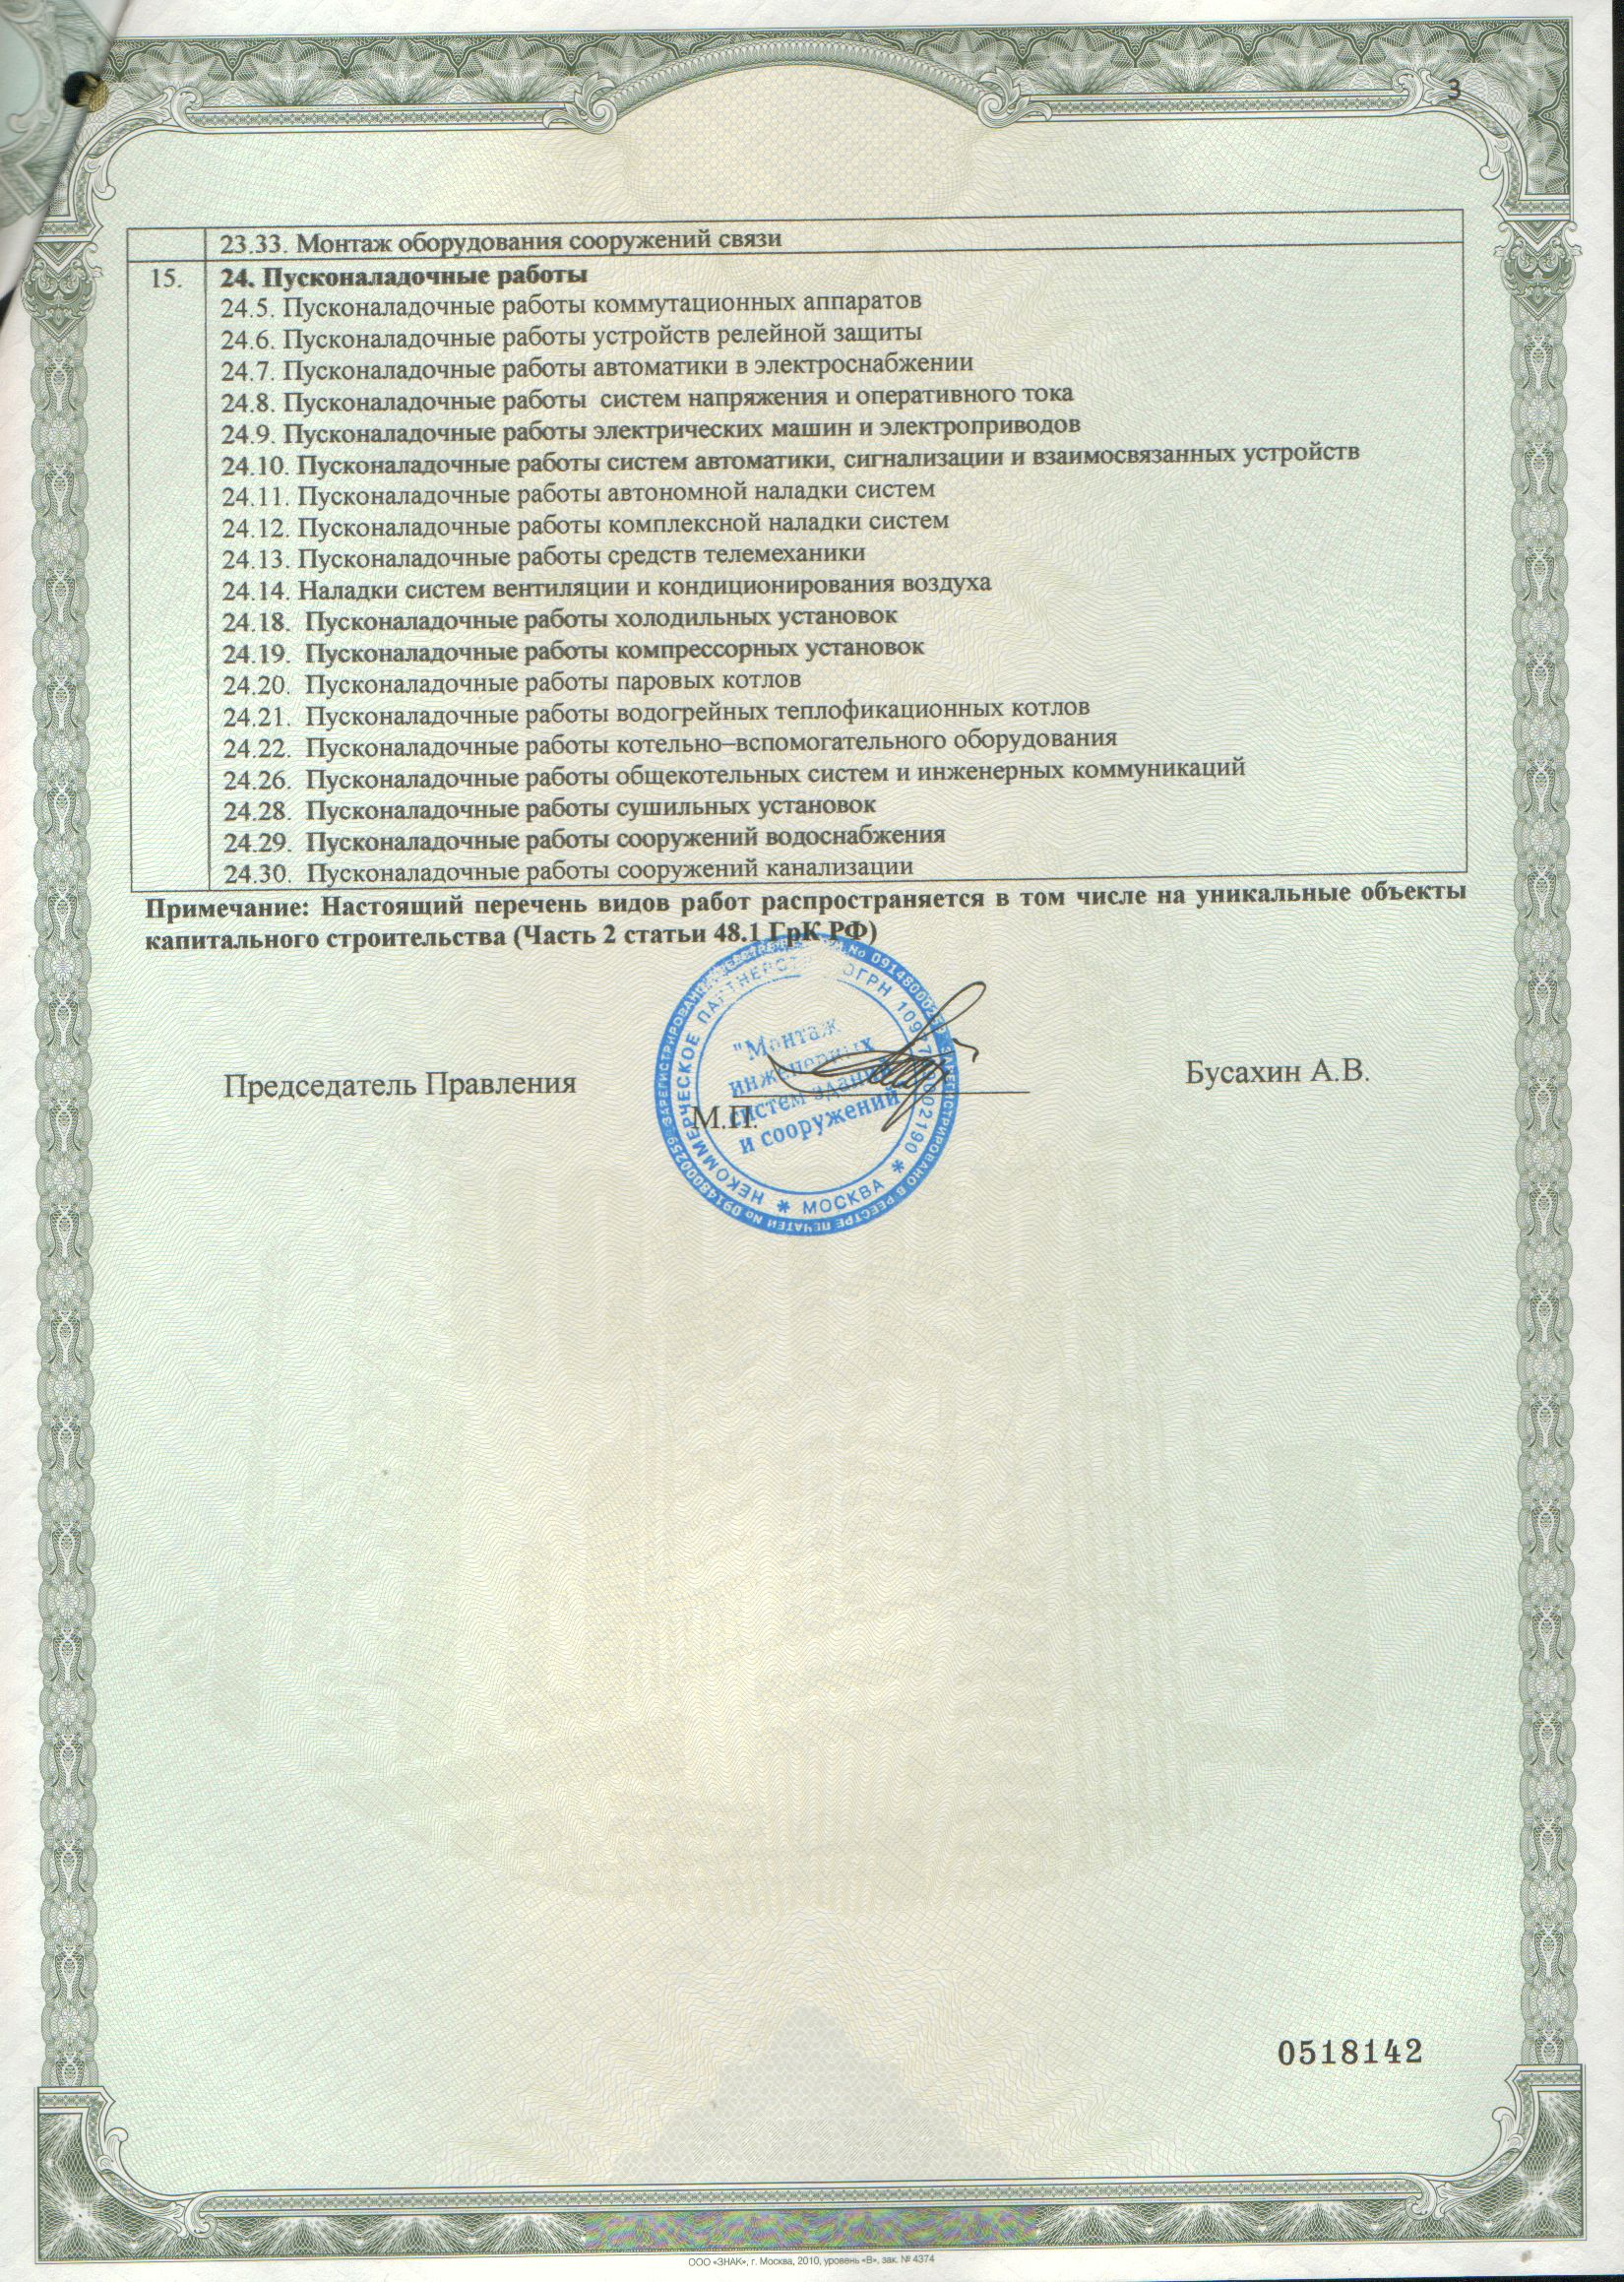 3
23.33. Монтаж оборудования сооружений связи
15. 24. Пусконаладочные работы
24.5. Пусконаладочные работы коммутационных аппаратов
24.6. Пусконаладочные работы устройств релейной защиты
24.7. Пусконаладочные работы автоматики в электроснабжении
24.8. Пусконаладочные работы систем напряжения и оперативного тока
24.9. Пусконаладочные работы электрических машин и электроприводов
24.10. Пусконаладочные работы систем автоматики, сигнализации и взаимосвязанных устройств
24.11. Пусконаладочные работы автономной наладки систем
24.12. Пусконаладочные работы комплексной наладки систем
24.13. Пусконаладочные работы средств телемеханики
24.14. Наладки систем вентиляции и кондиционирования воздуха
24.18. Пусконаладочные работы холодильных установок
24.19. Пусконаладочные работы компрессорных установок
24.20. Пусконаладочные работы паровых котлов
24.21. Пусконаладочные работы водогрейных теплофикационных котлов
24.22. Пусконаладочные работы котельно–вспомогательного оборудования
24.26. Пусконаладочные работы общекотельных систем и инженерных коммуникаций
24.28. Пусконаладочные работы сушильных установок
24.29. Пусконаладочные работы сооружений водоснабжения
24.30. Пусконаладочные работы сооружений канализации
Примечание: Настоящий перечень видов работ распространяется в том числе на уникальные объекты
капитального строительства (Часть 2 статьи 48.1 ГрК РФ)
Председатель Правления
Бусахин А.В.
М.П.
НЕКОММЕРЧЕСКОЕ ПАРТНЕРСТВО ОГРН
* МОСКВА *
"Монтаж
инженерных
систем зданий
и сооружений
ЗАРЕГИСТРИРОВАНО В РЕЕСТРЕ ПЕЧАТЕЙ № 09148000259
0518142
ООО «ЗНАК», г. Москва, 2010, уровень «В», зак. № 4374